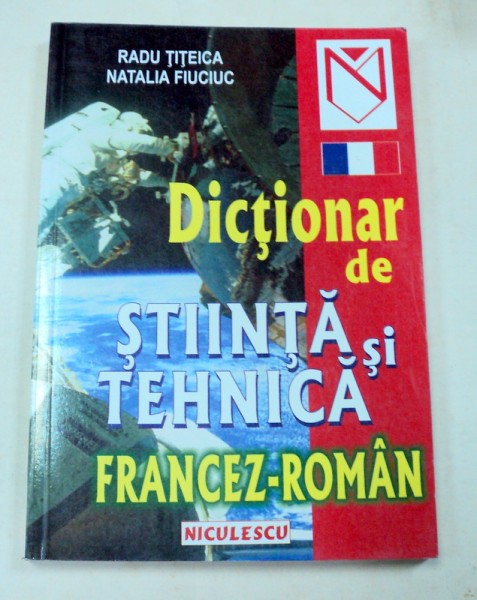 RADU ŢIŢEICA
NATALIA FIUCIUC
Dicţionar
de
ŞTIINŢĂ şi
TEHNICĂ
FRANCEZ-ROMÂN
NICULESCU